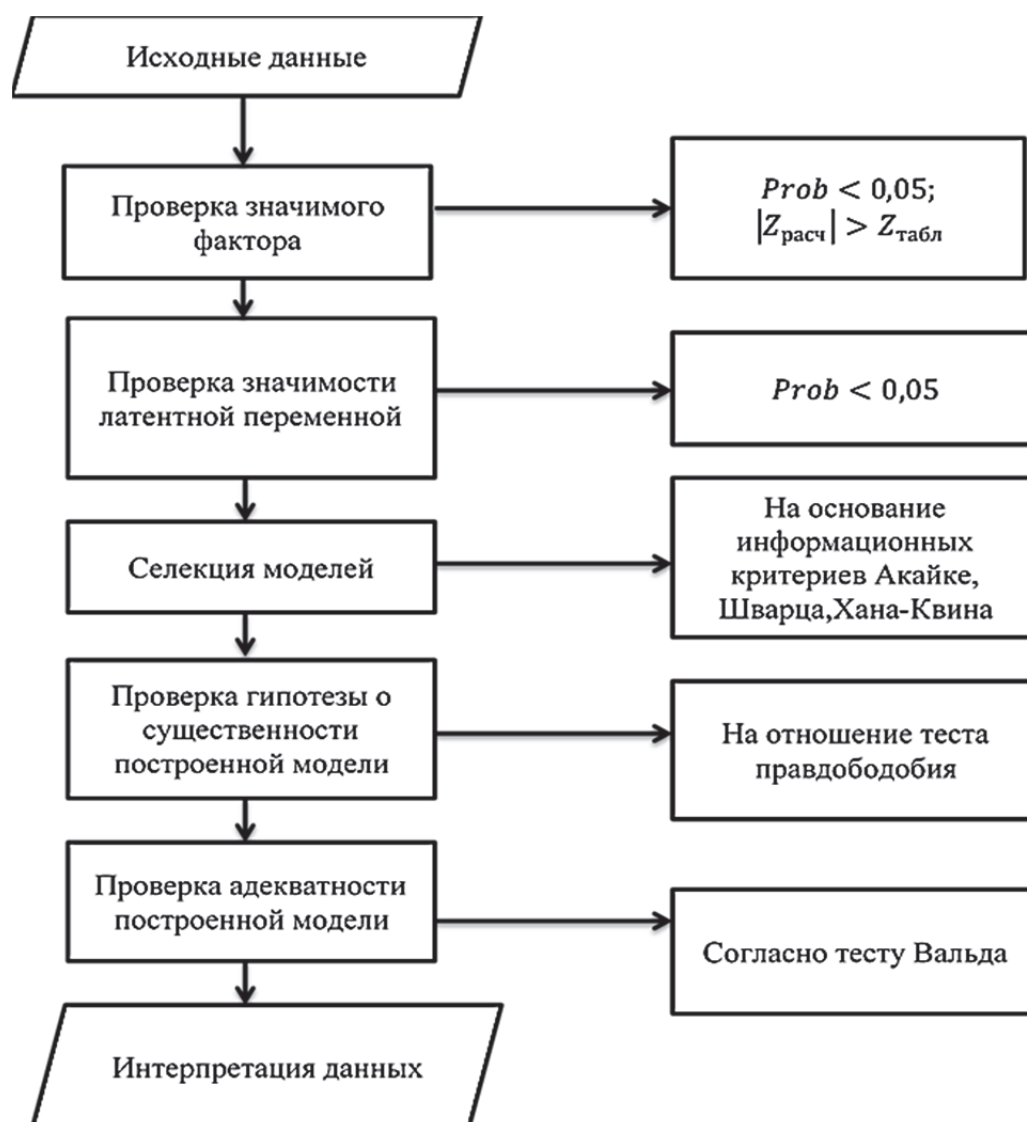 Исходные данные
Проверка значимого
фактора
Prob < 0,05;
|Zрасч| > Zтабл
Проверка значимости
латентной переменной
Prob < 0,05
Селекция моделей
На основание
информационных
критериев Акайке,
Шварца,Хана-Квина
Проверка гипотезы о
существенности
построенной модели
На отношение теста
правдободобия
Проверка адекватности
построенной модели
Согласно тесту Вальда
Интерпретация данных